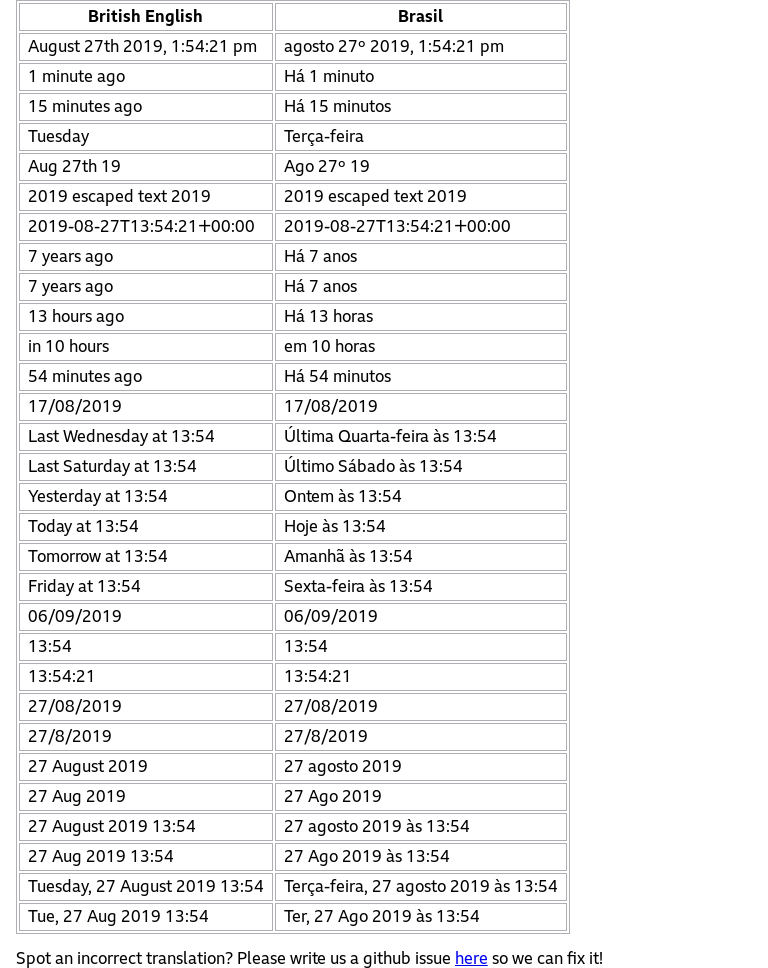 British English Brasil
August 27th 2019, 1:54:21 pm agosto 27º 2019, 1:54:21 pm
1 minute ago Há 1 minuto
15 minutes ago Há 15 minutos
Tuesday Terça-feira
Aug 27th 19 Ago 27º 19
2019 escaped text 2019 2019 escaped text 2019
2019-08-27T13:54:21+00:00 2019-08-27T13:54:21+00:00
7 years ago Há 7 anos
7 years ago Há 7 anos
13 hours ago Há 13 horas
in 10 hours em 10 horas
54 minutes ago Há 54 minutos
17/08/2019 17/08/2019
Last Wednesday at 13:54 Última Quarta-feira às 13:54
Last Saturday at 13:54 Último Sábado às 13:54
Yesterday at 13:54 Ontem às 13:54
Today at 13:54 Hoje às 13:54
Tomorrow at 13:54 Amanhã às 13:54
Friday at 13:54 Sexta-feira às 13:54
06/09/2019 06/09/2019
13:54 13:54
13:54:21 13:54:21
27/08/2019 27/08/2019
27/8/2019 27/8/2019
27 August 2019 27 agosto 2019
27 Aug 2019 27 Ago 2019
27 August 2019 13:54 27 agosto 2019 às 13:54
27 Aug 2019 13:54 27 Ago 2019 às 13:54
Tuesday, 27 August 2019 13:54 Terça-feira, 27 agosto 2019 às 13:54
Tue, 27 Aug 2019 13:54 Ter, 27 Ago 2019 às 13:54
Spot an incorrect translation? Please write us a github issue here so we can fix it!